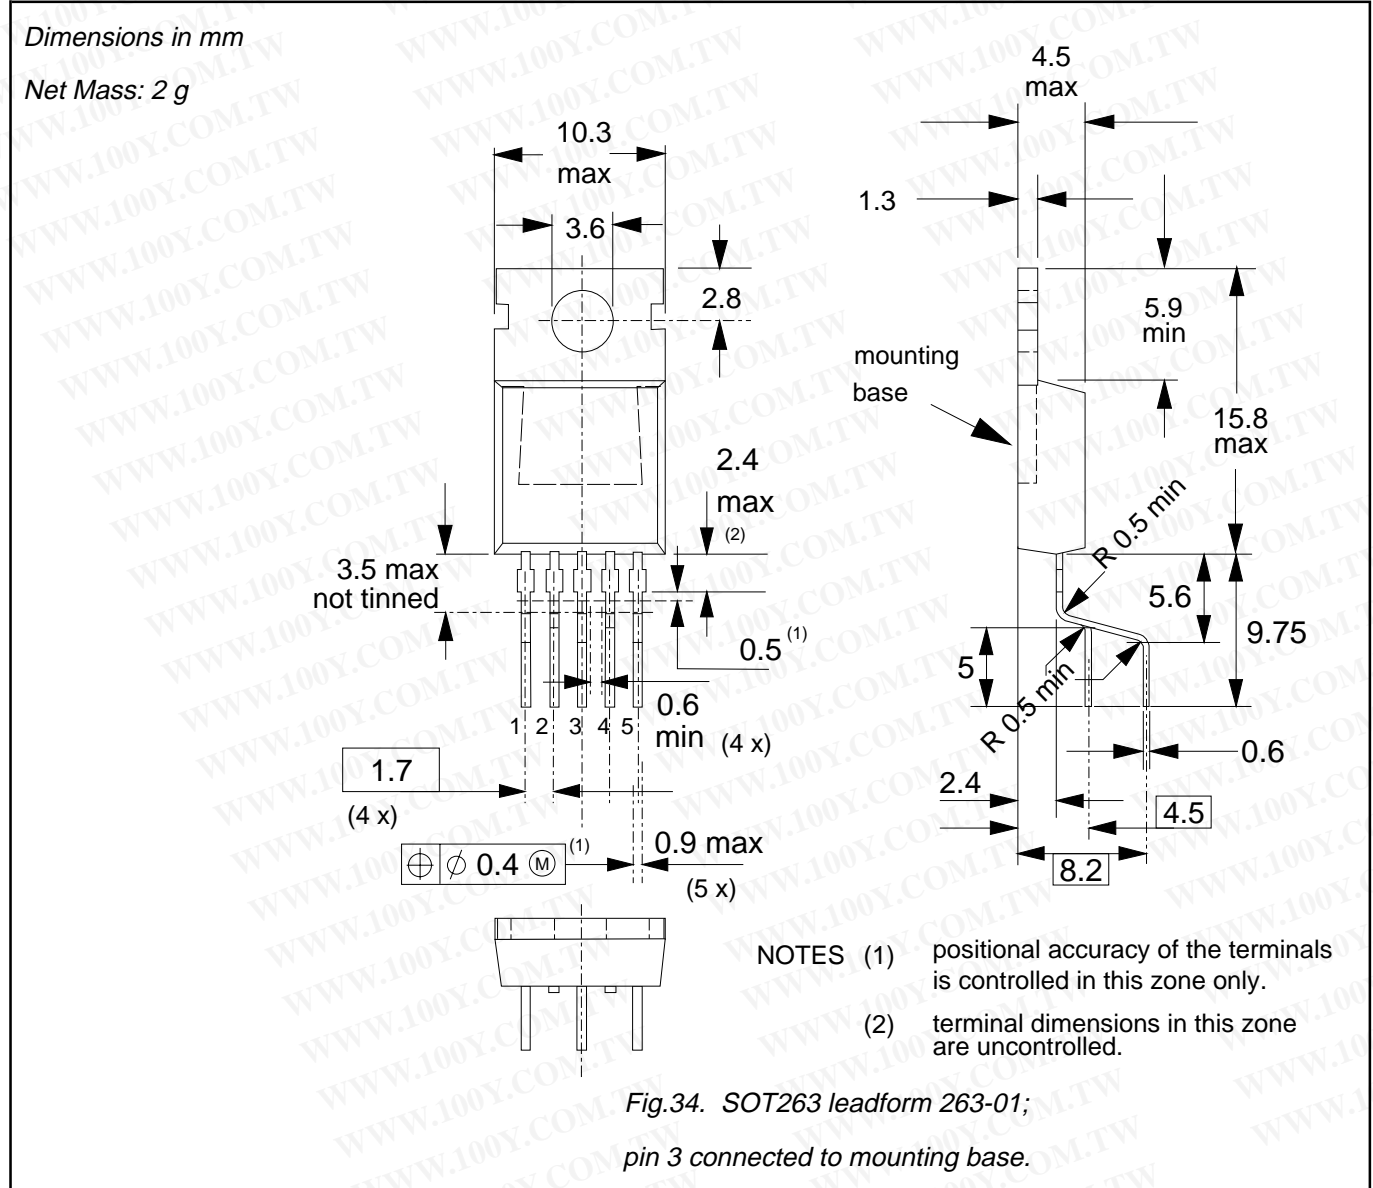 Dimensions in mm
Net Mass: 2 g
10.3
max
3.6
2.8
2.4
max
(2)
3.5 max
not tinned
0.5 (1)
0.6
min (4 x)
1 2 3 4 5
1.7
(4 x)
⌀ 0.4 Ⓜ (1)
0.9 max
(5 x)
4.5
max
1.3
5.9
min
mounting
base
15.8
max
R 0.5 min
5.6
9.75
5
R 0.5 min
0.6
2.4
4.5
8.2
NOTES (1) positional accuracy of the terminals
is controlled in this zone only.
(2) terminal dimensions in this zone
are uncontrolled.
Fig.34. SOT263 leadform 263-01;
pin 3 connected to mounting base.
WWW.100Y.COM.TW